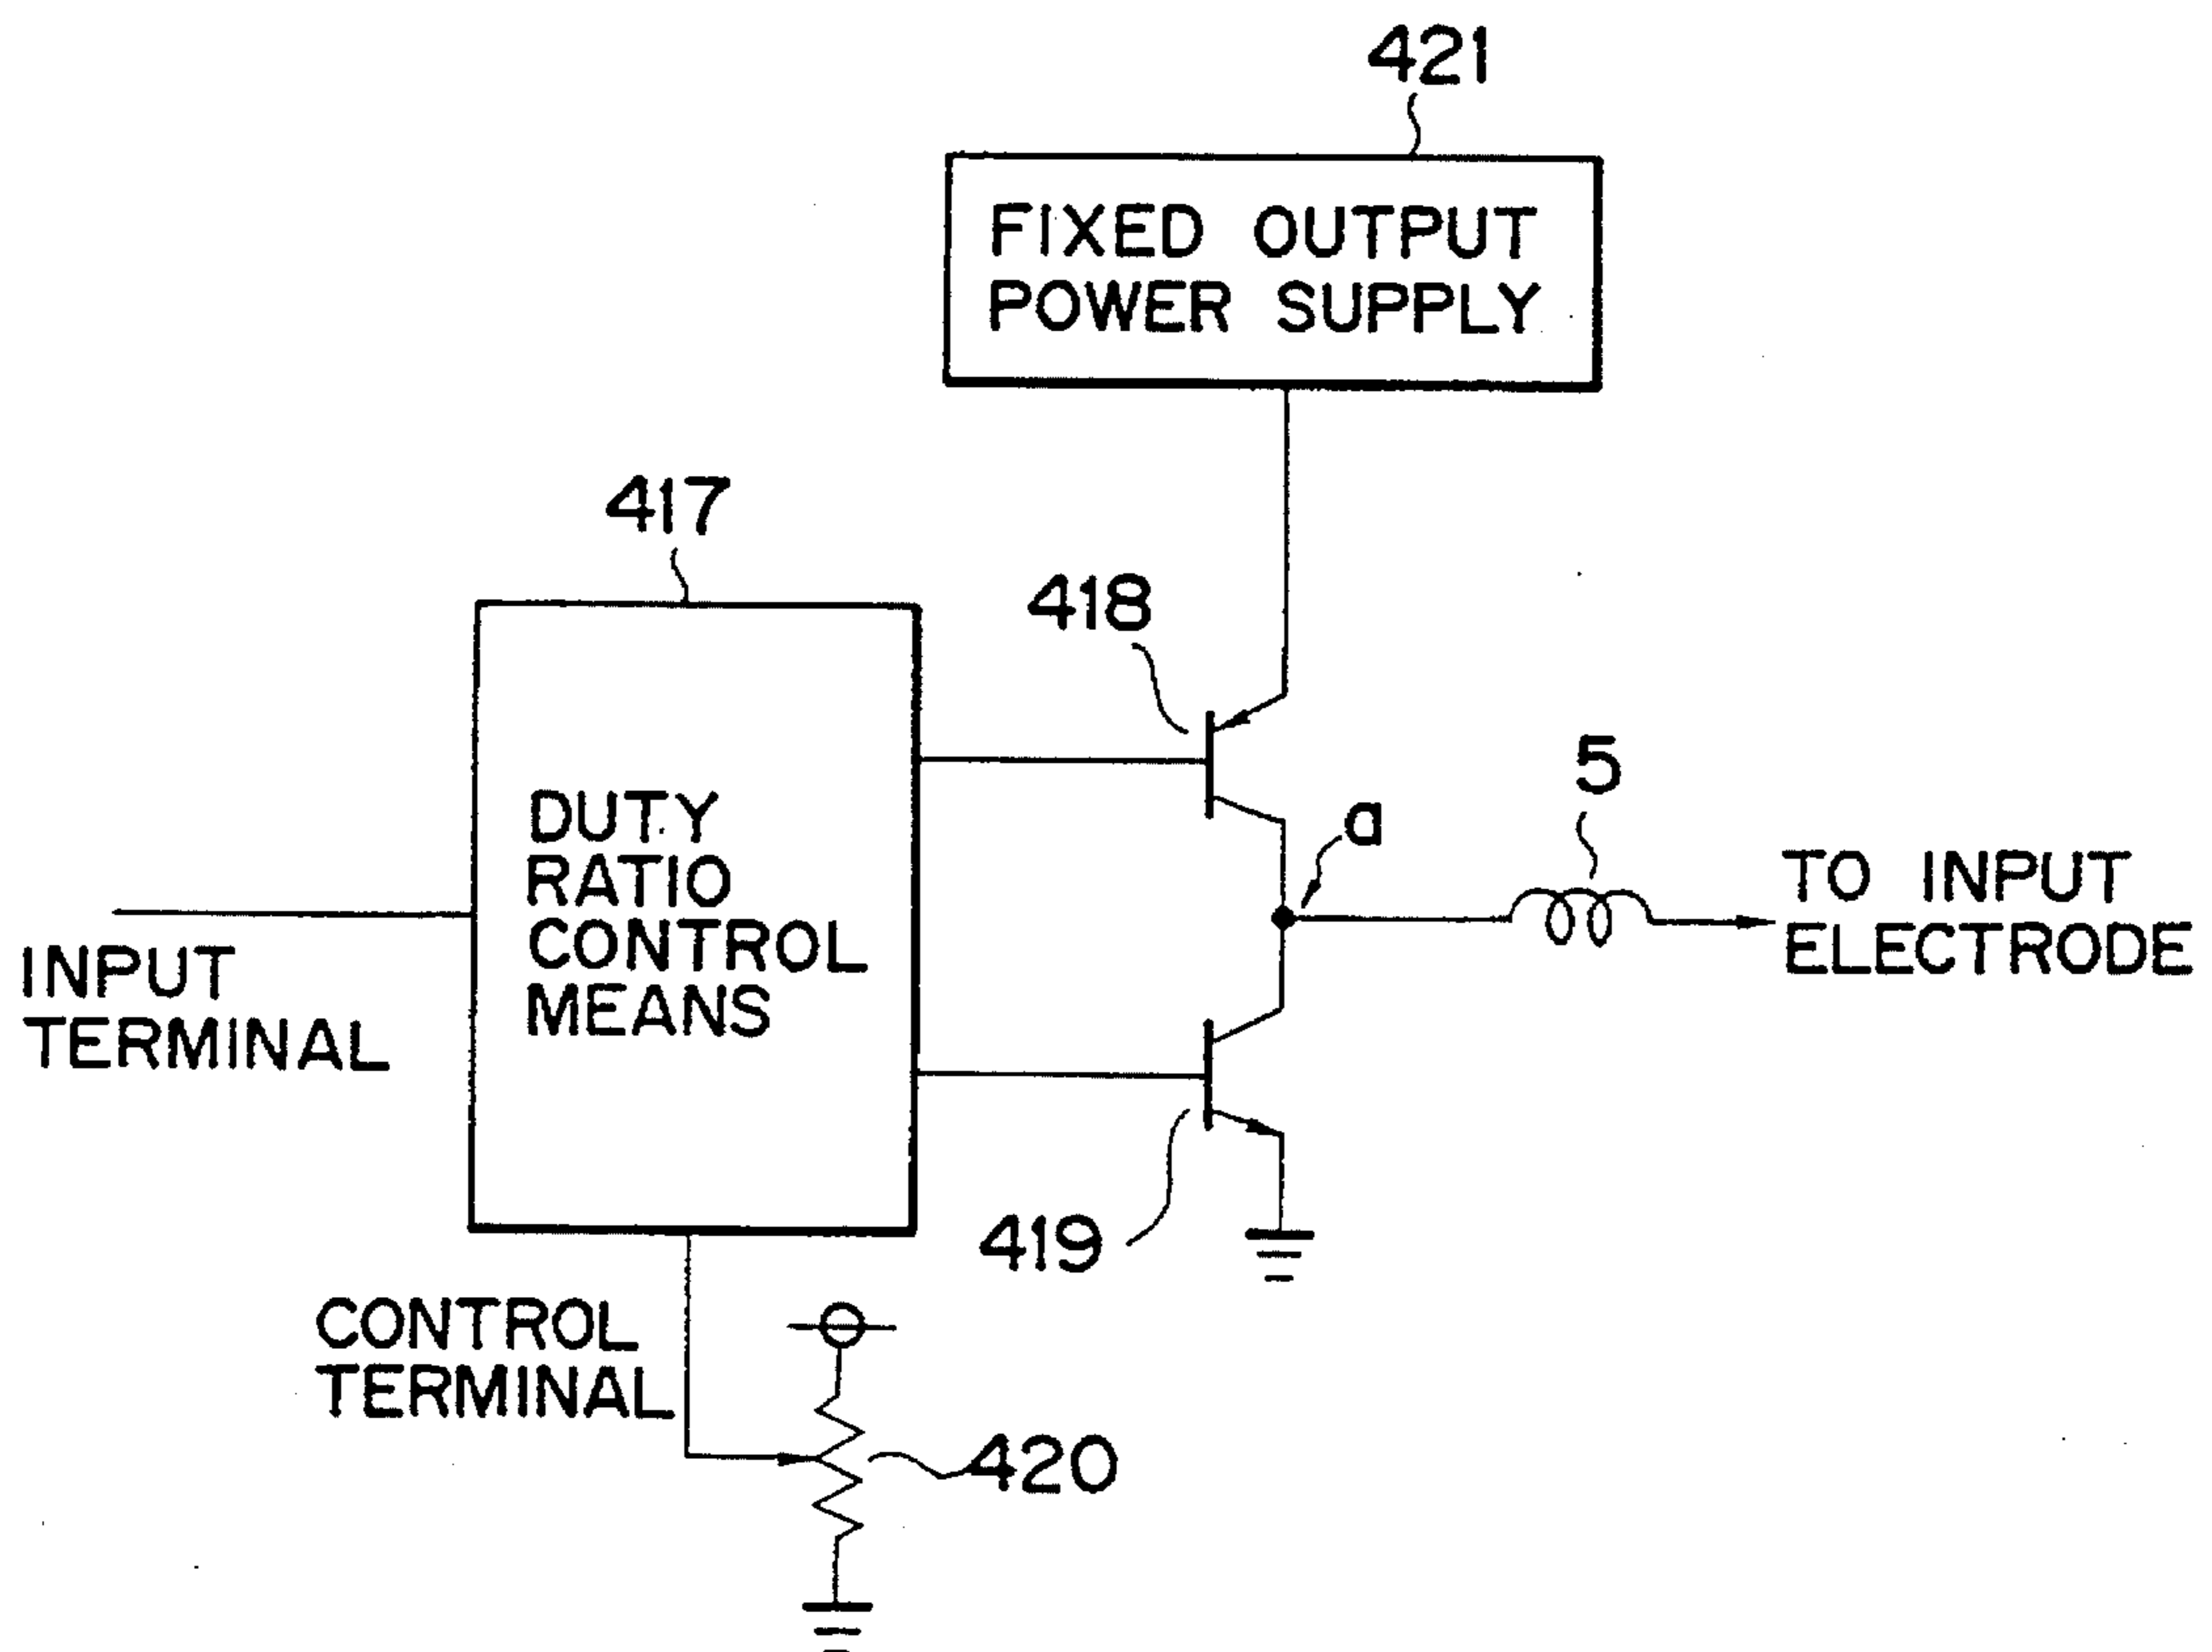 421
FIXED OUTPUT
POWER SUPPLY
417
418
DUTY
RATIO
CONTROL
MEANS
a
5
TO INPUT
ELECTRODE
INPUT
TERMINAL
419
CONTROL
TERMINAL
420